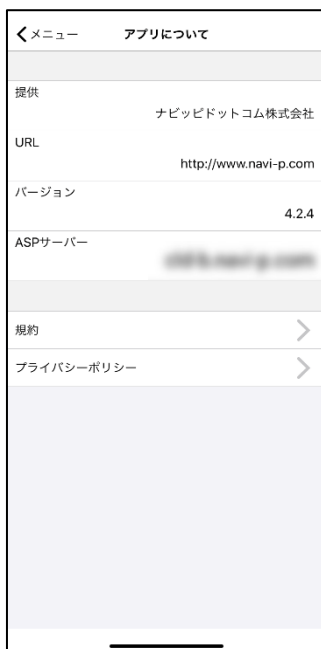 メニュー アプリについて
提供
ナビッピドットコム株式会社
URL
http://www.navi-p.com
バージョン
4.2.4
ASPサーバー
規約
プライバシーポリシー